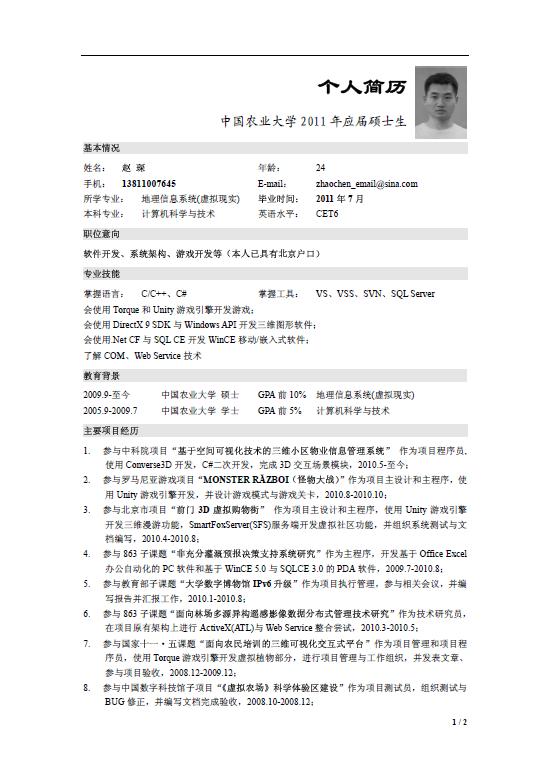 个人简历
中国农业大学 2011 年应届硕士生
基本情况
姓名： 赵 琛 年龄： 24
手机： 13811007645 E-mail： zhaochen_email@sina.com
所学专业： 地理信息系统(虚拟现实) 毕业时间： 2011 年 7 月
本科专业： 计算机科学与技术 英语水平： CET6
职位意向
软件开发、系统架构、游戏开发等（本人已具有北京户口）
专业技能
掌握语言： C/C++、C# 掌握工具： VS、VSS、SVN、SQL Server
会使用 Torque 和 Unity 游戏引擎开发游戏；
会使用 DirectX 9 SDK 与 Windows API 开发三维图形软件；
会使用.Net CF 与 SQL CE 开发 WinCE 移动/嵌入式软件；
了解 COM、Web Service 技术
教育背景
2009.9-至今 中国农业大学 硕士 GPA 前 10% 地理信息系统(虚拟现实)
2005.9-2009.7 中国农业大学 学士 GPA 前 5% 计算机科学与技术
主要项目经历
1. 参与中科院项目“基于空间可视化技术的三维小区物业信息管理系统” 作为项目程序员,
使用 Converse3D 开发，C#二次开发，完成 3D 交互场景模块，2010.5-至今；
2. 参与罗马尼亚游戏项目“MONSTER RĂZBOI（怪物大战）”作为项目主设计和主程序，使
用 Unity 游戏引擎开发，并设计游戏模式与游戏关卡，2010.8-2010.10；
3. 参与北京市项目“前门 3D 虚拟购物街” 作为项目主设计和主程序，使用 Unity 游戏引擎
开发三维漫游功能，SmartFoxServer(SFS)服务端开发虚拟社区功能，并组织系统测试与文
档编写，2010.4-2010.8；
4. 参与 863 子课题“非充分灌溉预报决策支持系统研究”作为主程序，开发基于 Office Excel
办公自动化的 PC 软件和基于 WinCE 5.0 与 SQLCE 3.0 的 PDA 软件，2009.7-2010.8；
5. 参与教育部子课题“大学数字博物馆 IPv6 升级”作为项目执行管理，参与相关会议，并编
写报告并汇报工作，2010.1-2010.8；
6. 参与 863 子课题“面向林场多源异构遥感影像数据分布式管理技术研究”作为技术研究员，
在项目原有架构上进行 ActiveX(ATL)与 Web Service 整合尝试，2010.3-2010.5；
7. 参与国家十一・五课题“面向农民培训的三维可视化交互式平台”作为项目管理和项目程
序员，使用 Torque 游戏引擎开发虚拟植物部分，进行项目管理与工作组织，并发表文章、
参与项目验收，2008.12-2009.12；
8. 参与中国数字科技馆子项目“《虚拟农场》科学体验区建设”作为项目测试员，组织测试与
BUG 修正，并编写文档完成验收，2008.10-2008.12；
1 / 2